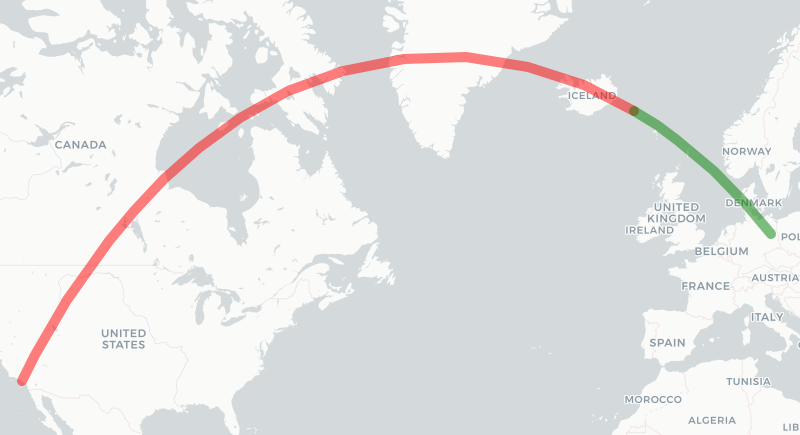 ICELAND
CANADA
NORWAY
DENMARK
UNITED
KINGDOM
IRELAND
POL
BELGIUM
AUSTRIA
FRANCE
ITALY
UNITED
STATES
SPAIN
TUNISIA
MOROCCO
ALGERIA
LIB